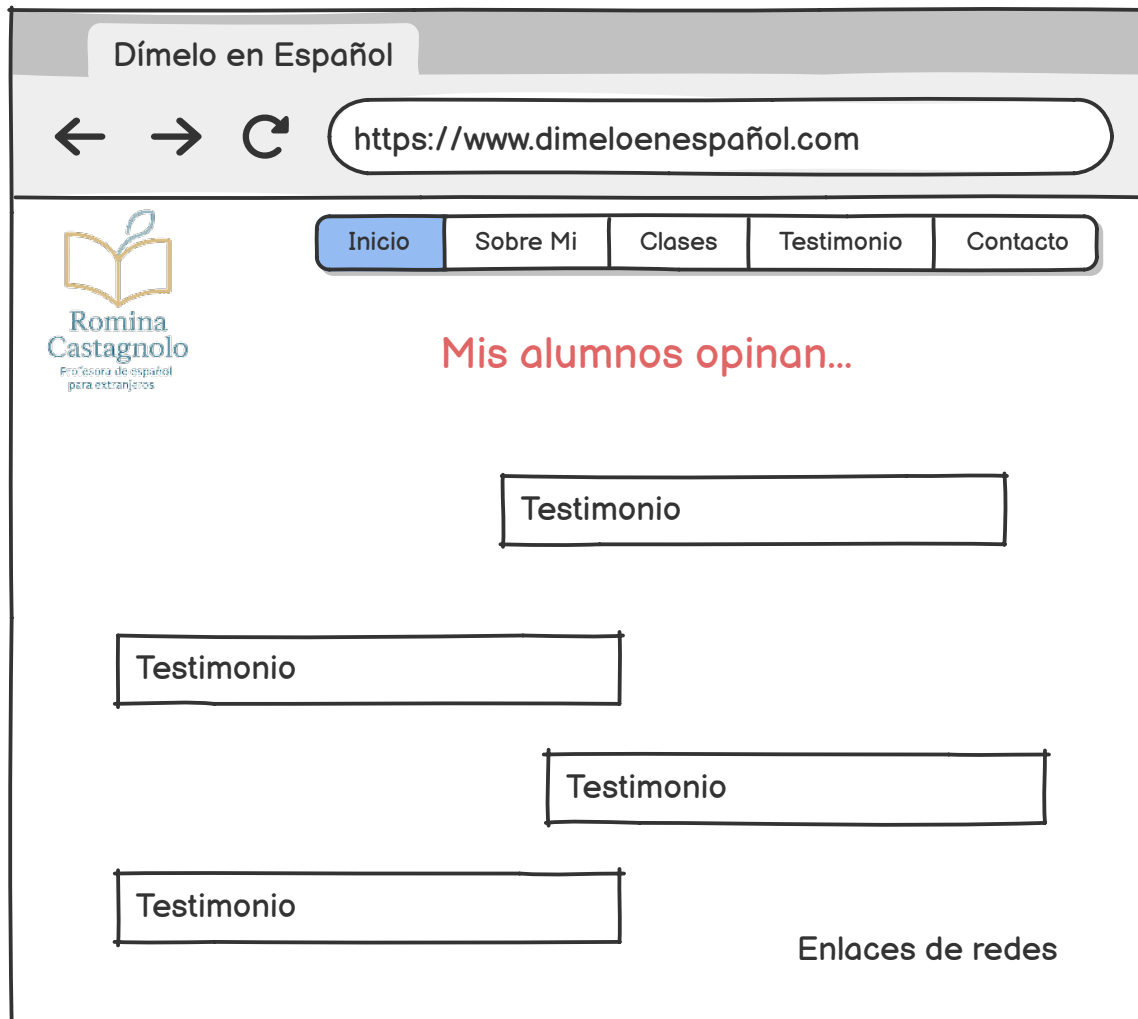 Dímelo en Español
https://www.dimeloenespañol.com
Inicio Sobre Mi Clases Testimonio Contacto
Romina
Castagnolo
Profesora de español
para extranjeros
Mis alumnos opinan...
Testimonio
Testimonio
Testimonio
Testimonio
Enlaces de redes